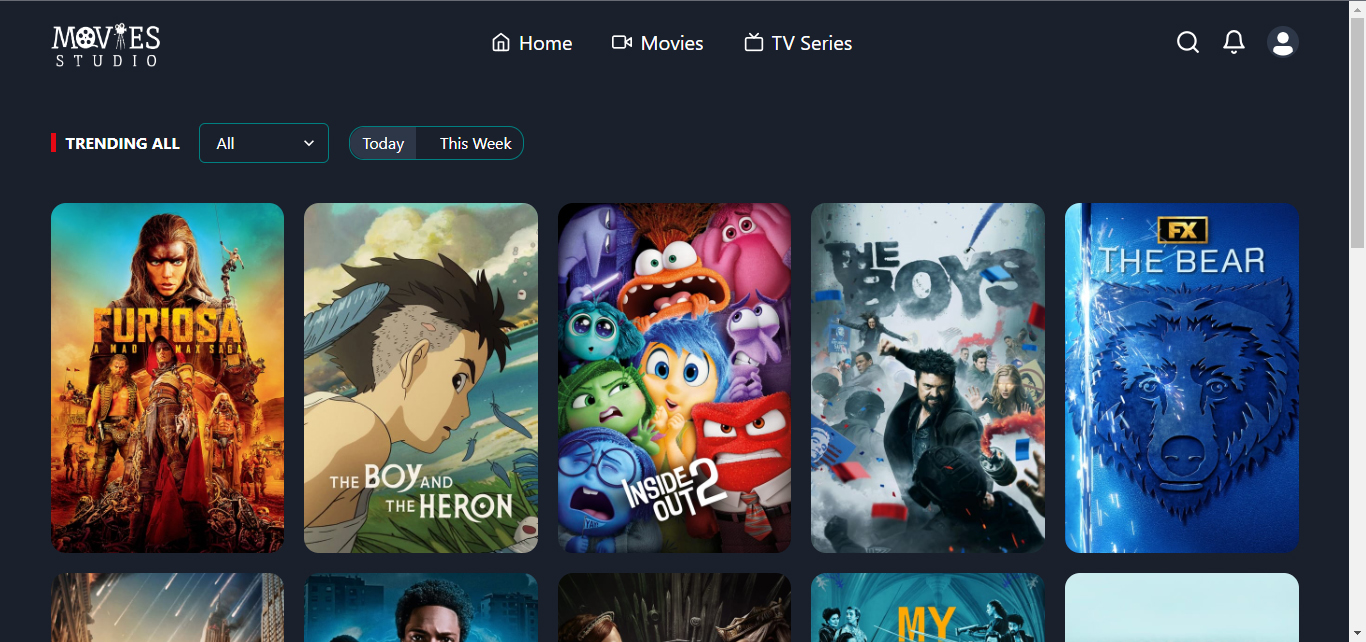 MOVIES
STUDIO
Home
Movies
TV Series
TRENDING ALL
All
Today
This Week
FURIOSA
A MAD MAX SAGA
THE BOY AND
THE HERON
INSIDE
OUT 2
THE
BOYS
FX
THE BEAR
MY